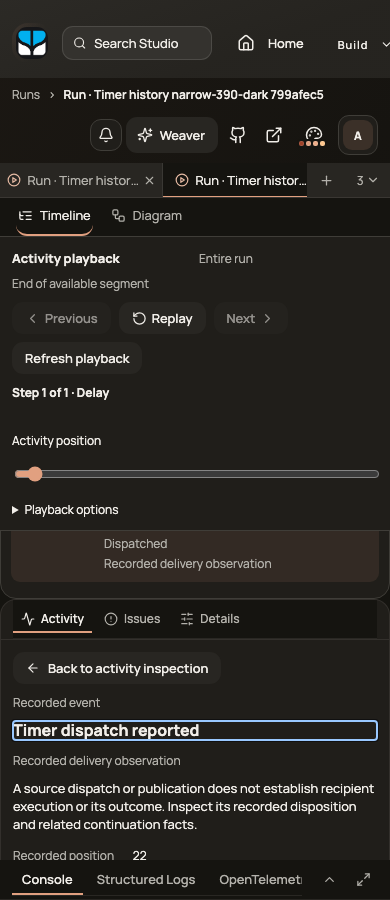 Search Studio
Home
Build
Runs › Run · Timer history narrow-390-dark 799afec5
Weaver
A
Run · Timer histor...
Run · Timer histor...
3
Timeline
Diagram
Activity playback
Entire run
End of available segment
Previous
Replay
Next
Refresh playback
Step 1 of 1 · Delay
Activity position
Playback options
Dispatched
Recorded delivery observation
Activity
Issues
Details
Back to activity inspection
Recorded event
Timer dispatch reported
Recorded delivery observation
A source dispatch or publication does not establish recipient
execution or its outcome. Inspect its recorded disposition
and related continuation facts.
Recorded position 22
Console
Structured Logs
OpenTelemet